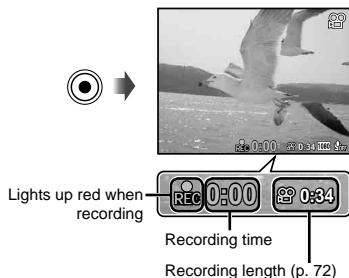 REC 0:00 0:34
Lights up red when
recording
REC 0:00 0:34
Recording time
Recording length (p. 72)